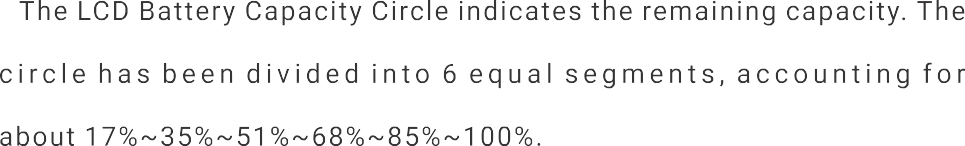 The LCD Battery Capacity Circle indicates the remaining capacity. The
circle has been divided into 6 equal segments, accounting for
about 17%~35%~51%~68%~85%~100%.